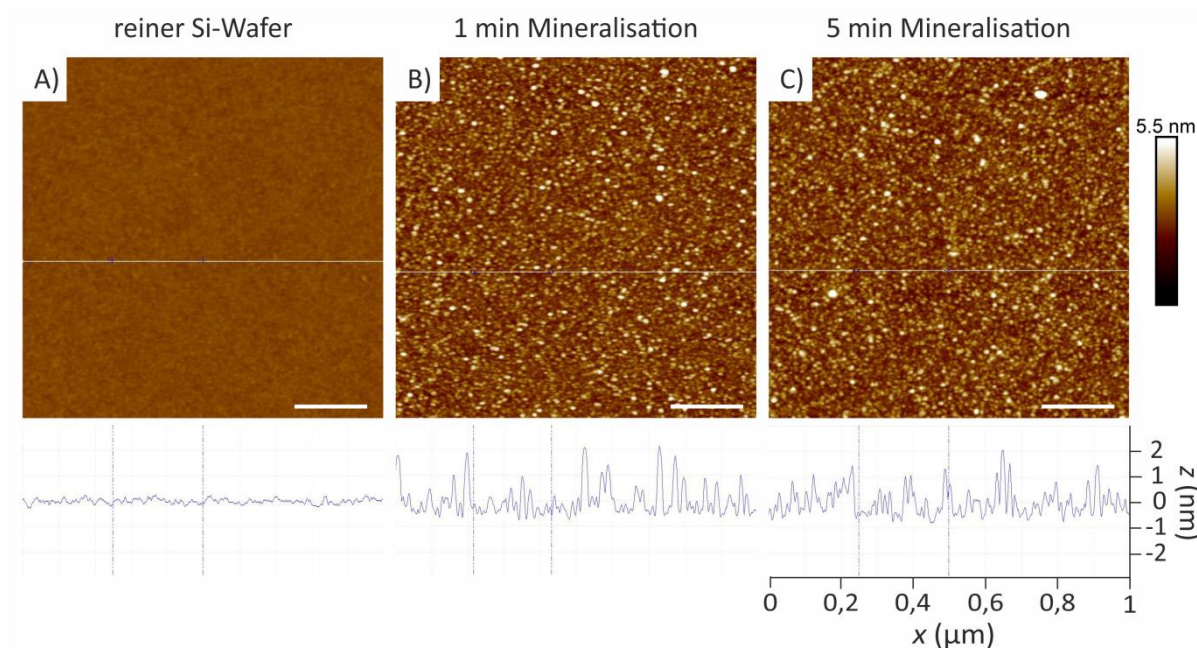 reiner Si-Wafer
1 min Mineralisation
5 min Mineralisation
A)
B)
C)
5.5 nm
2
1
0
-1
-2
z (nm)
0
0,2
0,4
0,6
0,8
1
x (µm)